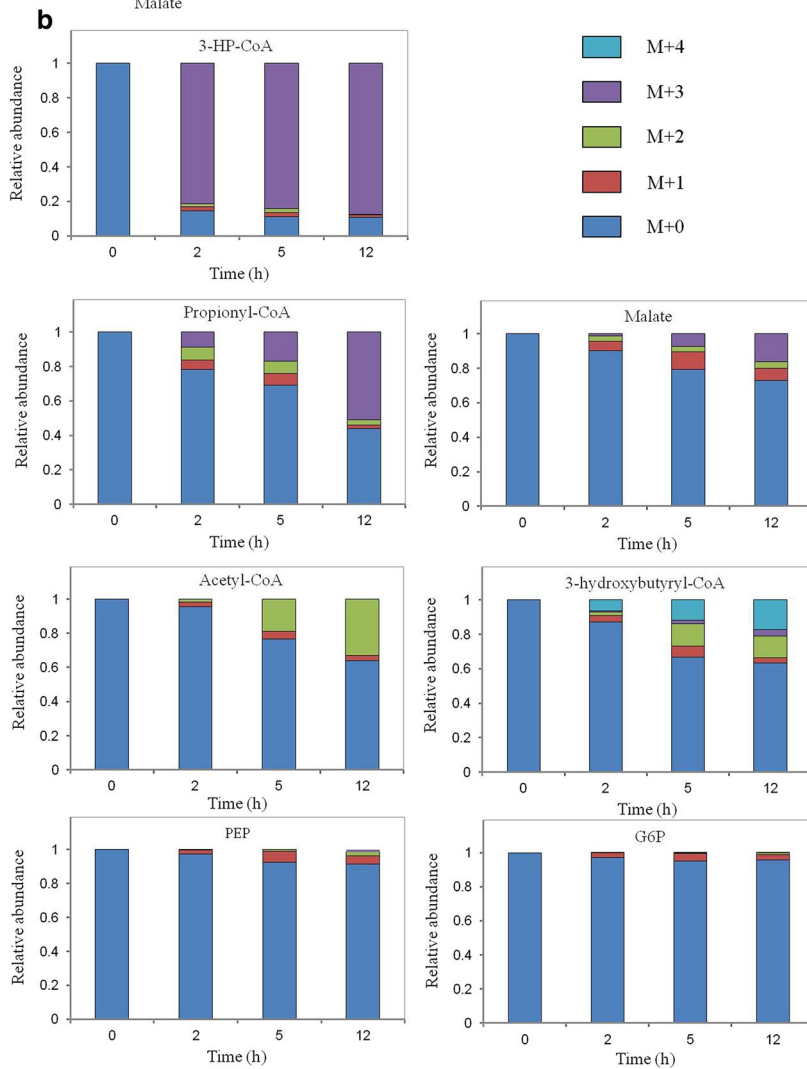 Malate
b
3-HP-CoA
Relative abundance
1
0.8
0.6
0.4
0.2
0
0 2 5 12
Time (h)
M+4
M+3
M+2
M+1
M+0
Propionyl-CoA
Relative abundance
1
0.8
0.6
0.4
0.2
0
0 2 5 12
Time (h)
Malate
Relative abundance
1
0.8
0.6
0.4
0.2
0
0 2 5 12
Time (h)
Acetyl-CoA
Relative abundance
1
0.8
0.6
0.4
0.2
0
0 2 5 12
Time (h)
3-hydroxybutyryl-CoA
Relative abundance
1
0.8
0.6
0.4
0.2
0
0 2 5 12
Time (h)
PEP
Relative abundance
1
0.8
0.6
0.4
0.2
0
0 2 5 12
Time (h)
G6P
Relative abundance
1
0.8
0.6
0.4
0.2
0
0 2 5 12
Time (h)